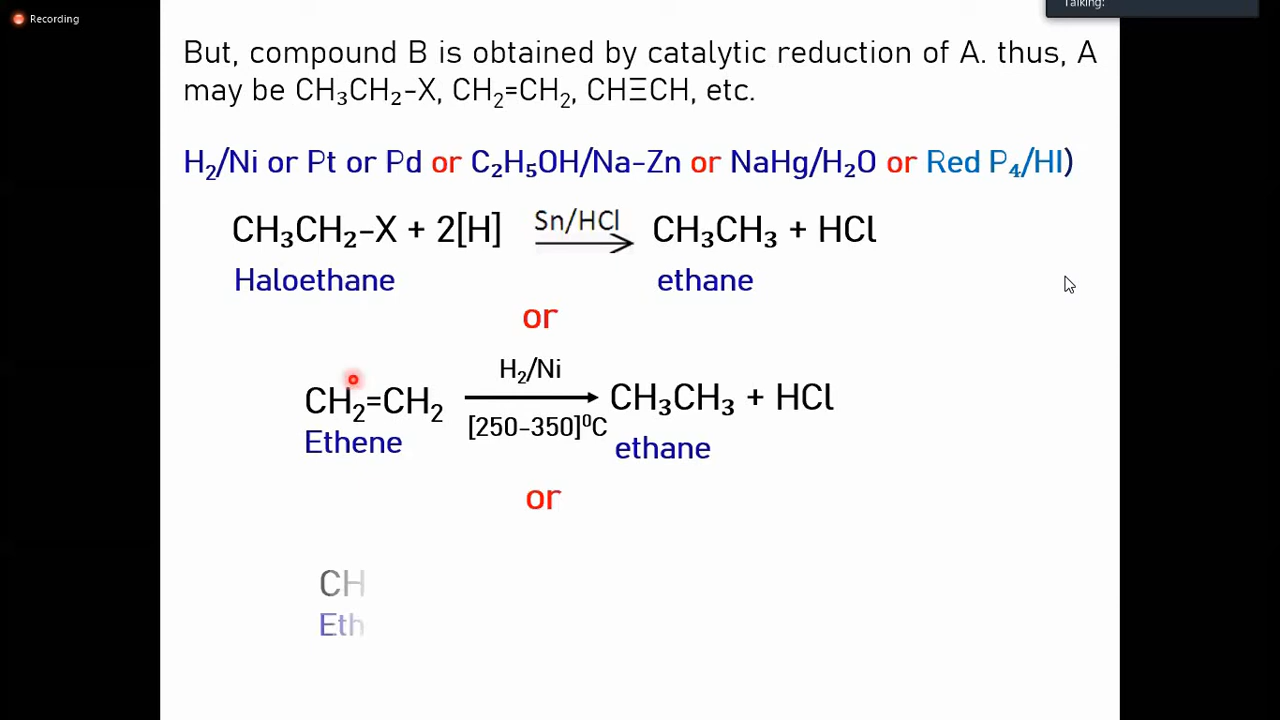 Recording
Talking:
But, compound B is obtained by catalytic reduction of A. thus, A
may be CH₃CH₂-X, CH₂=CH₂, CHΞCH, etc.
H₂/Ni or Pt or Pd or C₂H₅OH/Na-Zn or NaHg/H₂O or Red P₄/HI)
CH₃CH₂-X + 2[H] Sn/HCl CH₃CH₃ + HCl
Haloethane ethane
or
H₂/Ni
CH₂=CH₂ CH₃CH₃ + HCl
[250-350]⁰C
Ethene ethane
or
CH
Eth